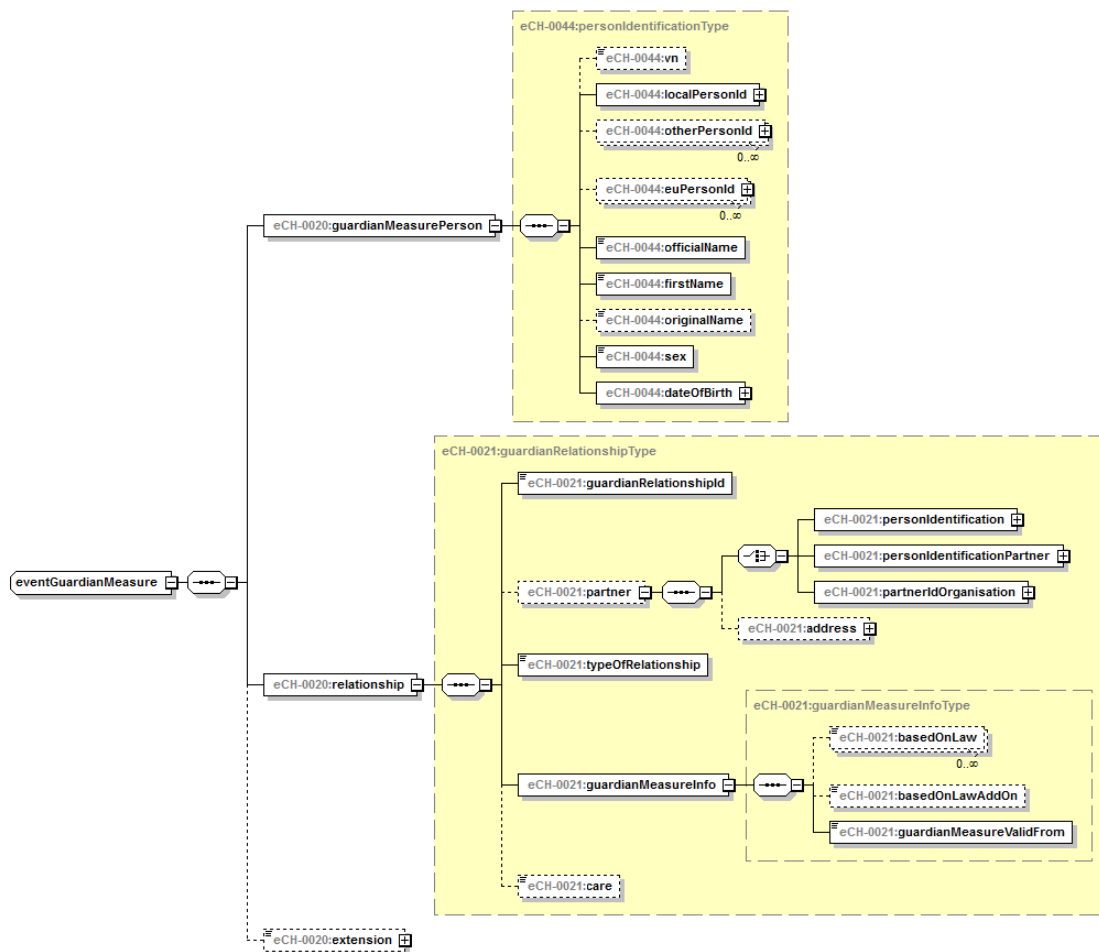 eCH-0044:personIdentificationType
eCH-0044:vn
eCH-0044:localPersonId
eCH-0044:otherPersonId
0..∞
eCH-0044:euPersonId
0..∞
eCH-0020:guardianMeasurePerson
eCH-0044:officialName
eCH-0044:firstName
eCH-0044:originalName
eCH-0044:sex
eCH-0044:dateOfBirth
eCH-0021:guardianRelationshipType
eCH-0021:guardianRelationshipId
eCH-0021:personIdentification
eCH-0021:personIdentificationPartner
eventGuardianMeasure
eCH-0021:partner
eCH-0021:partnerIdOrganisation
eCH-0021:address
eCH-0021:typeOfRelationship
eCH-0020:relationship
eCH-0021:guardianMeasureInfoType
eCH-0021:basedOnLaw
0..∞
eCH-0021:guardianMeasureInfo
eCH-0021:basedOnLawAddOn
eCH-0021:guardianMeasureValidFrom
eCH-0021:care
eCH-0020:extension